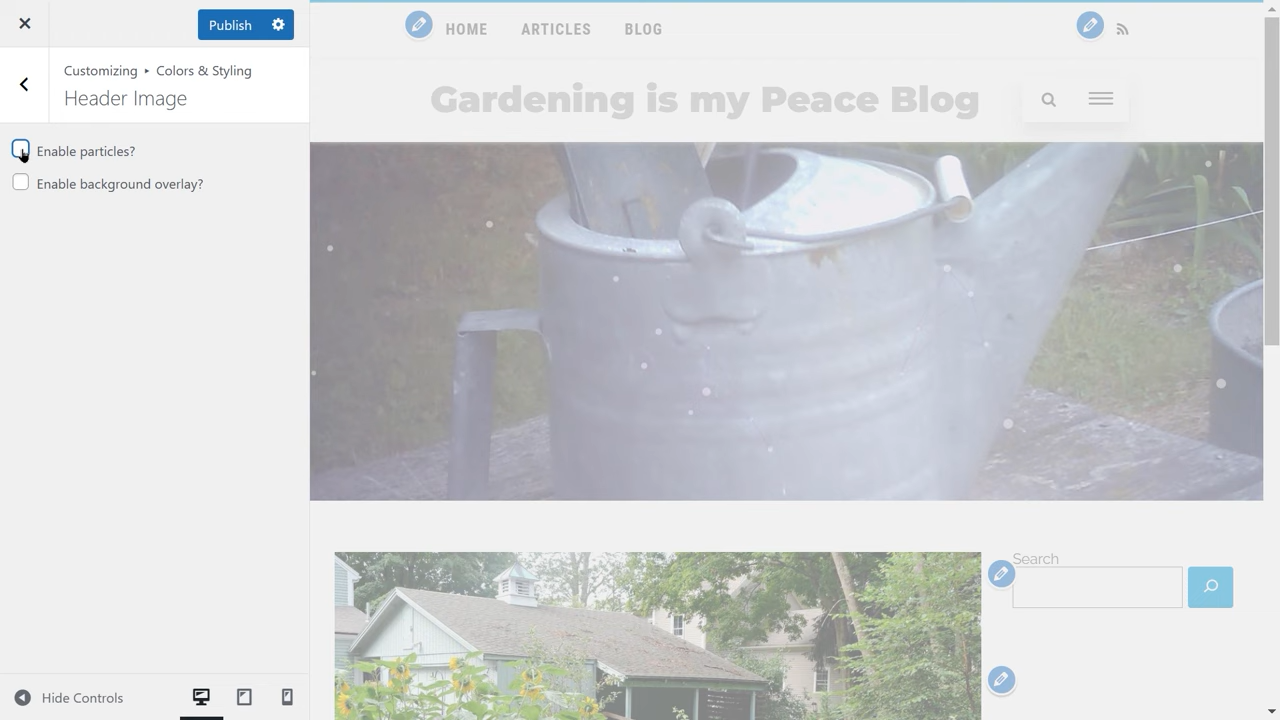 Publish
Customizing ▸ Colors & Styling
Header Image
Enable particles?
Enable background overlay?
Hide Controls
HOME ARTICLES BLOG
Gardening is my Peace Blog
Search